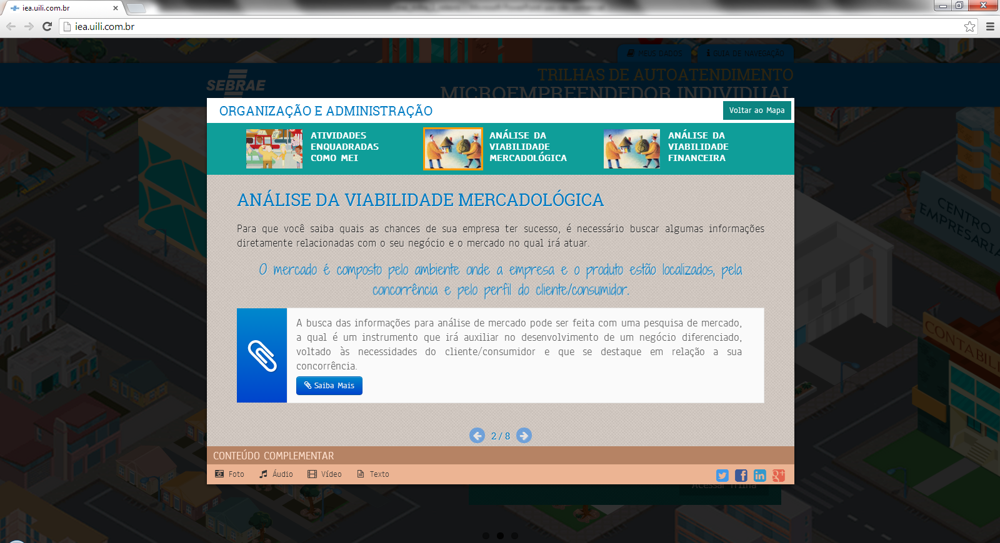 iea.uili.com.br
iea.uili.com.br
MEUS DADOS
GUIA DE NAVEGAÇÃO
SEBRAE
TRILHAS DE AUTOATENDIMENTO
MICROEMPREENDEDOR INDIVIDUAL
ORGANIZAÇÃO E ADMINISTRAÇÃO
Voltar ao Mapa
ATIVIDADES
ENQUADRADAS
COMO MEI
ANÁLISE DA
VIABILIDADE
MERCADOLÓGICA
ANÁLISE DA
VIABILIDADE
FINANCEIRA
ANÁLISE DA VIABILIDADE MERCADOLÓGICA
Para que você saiba quais as chances de sua empresa ter sucesso, é necessário buscar algumas informações
diretamente relacionadas com o seu negócio e o mercado no qual irá atuar.
O mercado é composto pelo ambiente onde a empresa e o produto estão localizados, pela
concorrência e pelo perfil do cliente/consumidor.
A busca das informações para análise de mercado pode ser feita com uma pesquisa de mercado,
a qual é um instrumento que irá auxiliar no desenvolvimento de um negócio diferenciado,
voltado às necessidades do cliente/consumidor e que se destaque em relação a sua
concorrência.
Saiba Mais
2 / 8
CONTEÚDO COMPLEMENTAR
Foto
Áudio
Vídeo
Texto
Acessar Trilha
CENTRO
EMPRESARIA
CONTABILI